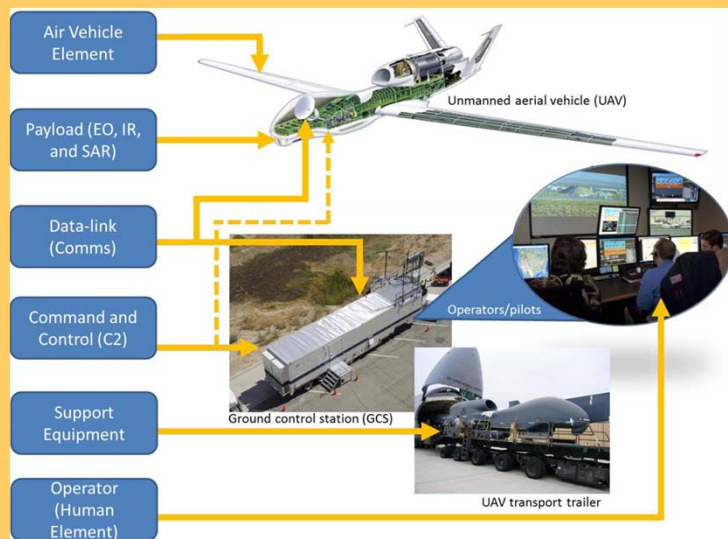 Air Vehicle
Element
Unmanned aerial vehicle (UAV)
Payload (EO, IR,
and SAR)
Data-link
(Comms)
Command and
Control (C2)
Operators/pilots
Ground control station (GCS)
Support
Equipment
UAV transport trailer
Operator
(Human
Element)